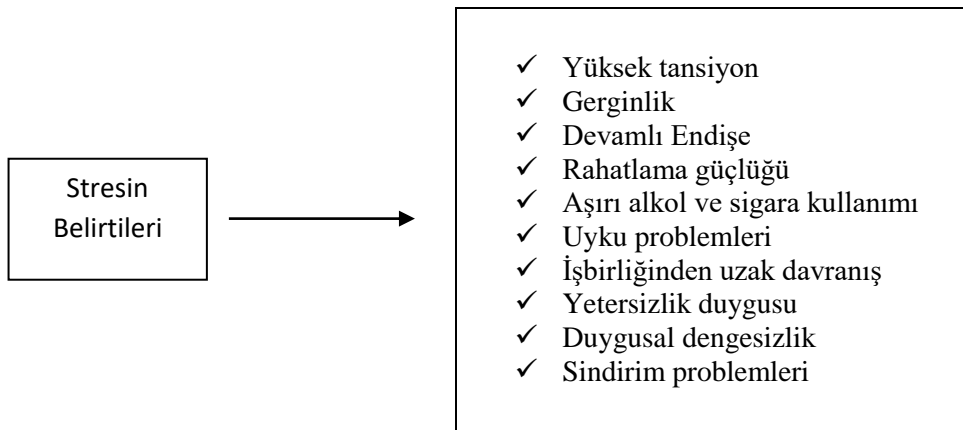 Stresin
Belirtileri
✓ Yüksek tansiyon
✓ Gerginlik
✓ Devamlı Endişe
✓ Rahatlama güçlüğü
✓ Aşırı alkol ve sigara kullanımı
✓ Uyku problemleri
✓ İşbirliğinden uzak davranış
✓ Yetersizlik duygusu
✓ Duygusal dengesizlik
✓ Sindirim problemleri